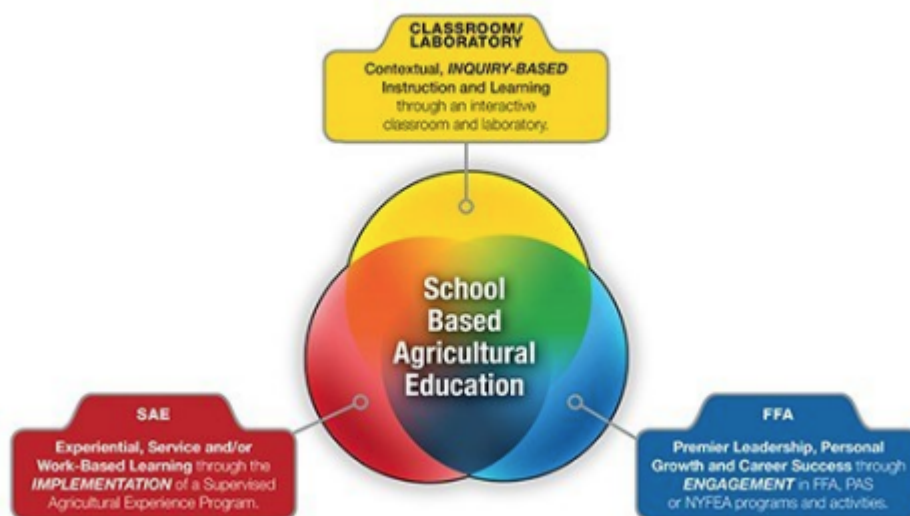 CLASSROOM/
LABORATORY
Contextual, INQUIRY-BASED
Instruction and Learning
through an interactive
classroom and laboratory.
School
Based
Agricultural
Education
SAE
Experiential, Service and/or
Work-Based Learning through the
IMPLEMENTATION of a Supervised
Agricultural Experience Program.
FFA
Premier Leadership, Personal
Growth and Career Success through
ENGAGEMENT in FFA, PAS
or NYFEA programs and activities.